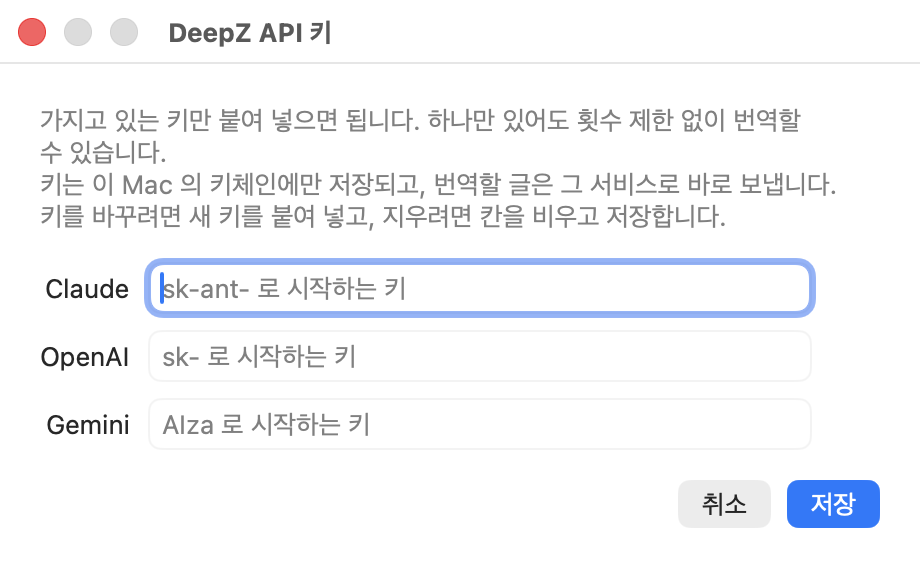 DeepZ API 키
가지고 있는 키만 붙여 넣으면 됩니다. 하나만 있어도 횟수 제한 없이 번역할
수 있습니다.
키는 이 Mac 의 키체인에만 저장되고, 번역할 글은 그 서비스로 바로 보냅니다.
키를 바꾸려면 새 키를 붙여 넣고, 지우려면 칸을 비우고 저장합니다.
Claude sk-ant- 로 시작하는 키
OpenAI sk- 로 시작하는 키
Gemini AIza 로 시작하는 키
취소 저장